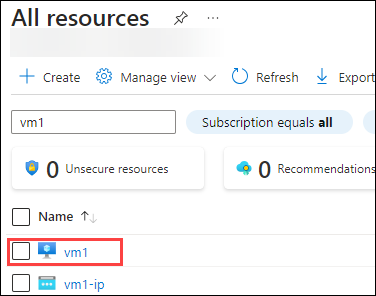 All resources
Create Manage view Refresh Export
vm1 Subscription equals all
0 Unsecure resources 0 Recommendations
Name
vm1
vm1-ip